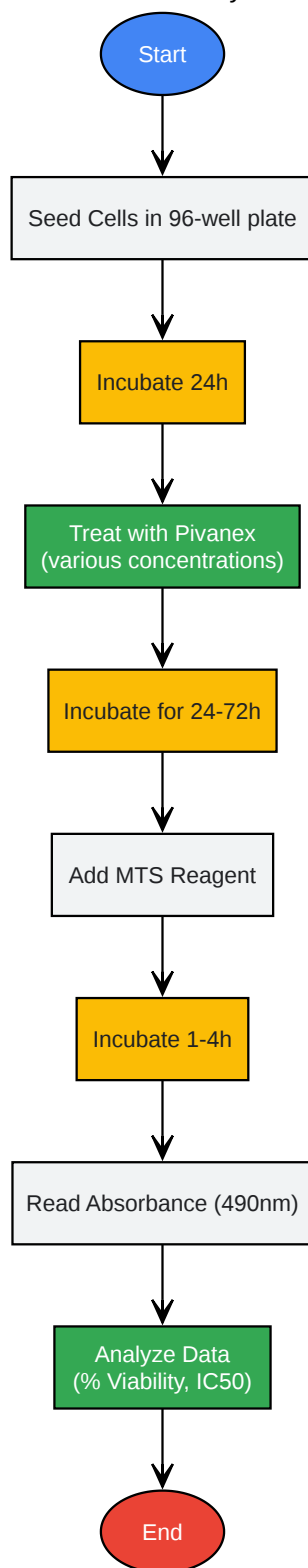 Start
Seed Cells in 96-well plate
Incubate 24h
Treat with Pivanex
(various concentrations)
Incubate for 24-72h
Add MTS Reagent
Incubate 1-4h
Read Absorbance (490nm)
Analyze Data
(% Viability, IC50)
End